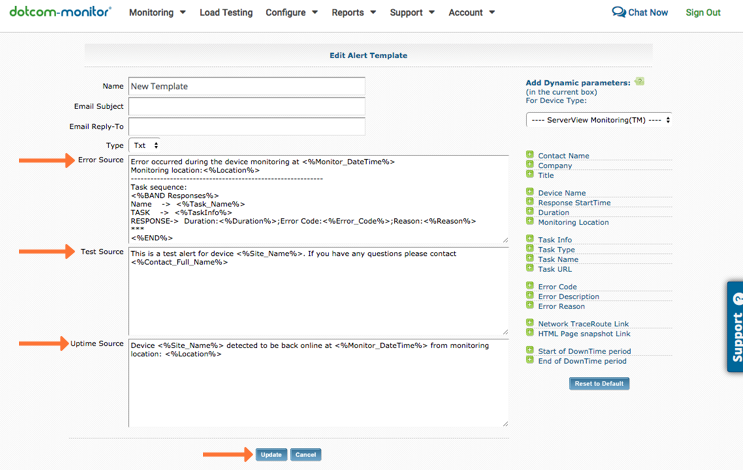 dotcom-monitor® Monitoring Load Testing Configure Reports Support Account Chat Now Sign Out
Edit Alert Template
Name New Template
Email Subject
Email Reply-To
Type Txt
Error Source Error occurred during the device monitoring at <%Monitor_DateTime%>
Monitoring location:<%Location%>
------------------------------------------------------------
Task sequence:
<%BAND Responses%>
Name -> <%Task_Name%>
TASK -> <%TaskInfo%>
RESPONSE-> Duration:<%Duration%>;Error Code:<%Error_Code%>;Reason:<%Reason%>
***
<%END%>
Test Source This is a test alert for device <%Site_Name%>. If you have any questions please contact
<%Contact_Full_Name%>
Uptime Source Device <%Site_Name%> detected to be back online at <%Monitor_DateTime%> from monitoring
location: <%Location%>
Update Cancel
Add Dynamic parameters: ?
(in the current box)
For Device Type:
---- ServerView Monitoring(TM) ----
Contact Name
Company
Title
Device Name
Response StartTime
Duration
Monitoring Location
Task Info
Task Type
Task Name
Task URL
Error Code
Error Description
Error Reason
Network TraceRoute Link
HTML Page snapshot Link
Start of DownTime period
End of DownTime period
Reset to Default
Support ?